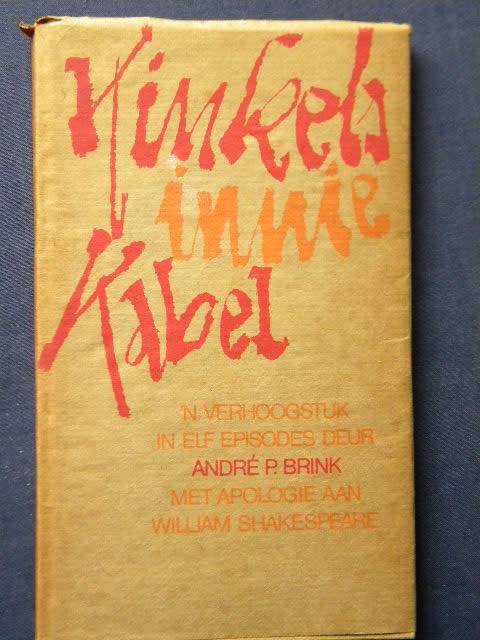 Kinkels
innie
Kabel
'N VERHOOGSTUK
IN ELF EPISODES DEUR
ANDRÉ P. BRINK
MET APOLOGIE AAN
WILLIAM SHAKESPEARE